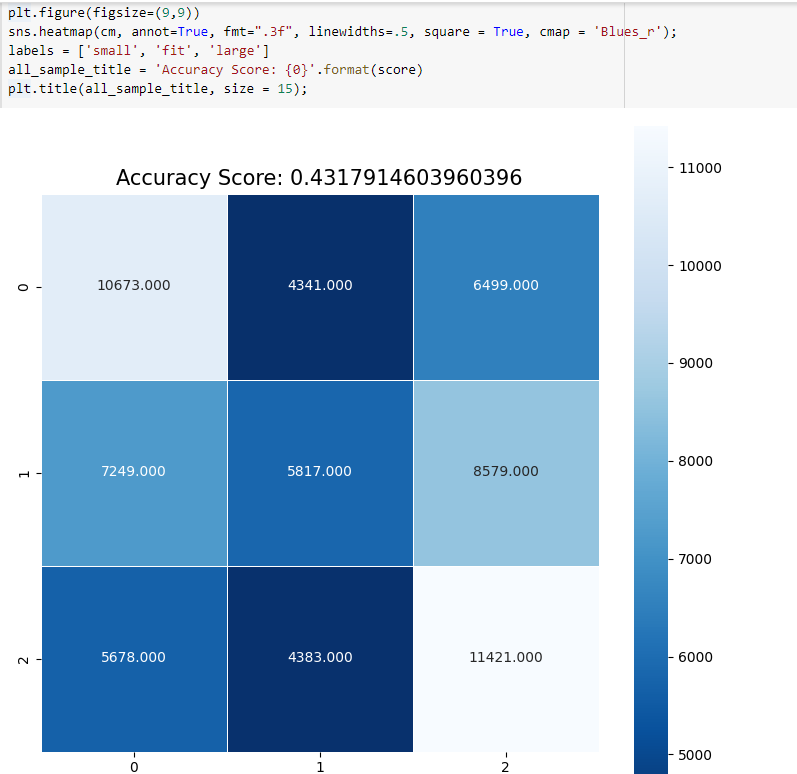 plt.figure(figsize=(9,9))
sns.heatmap(cm, annot=True, fmt=".3f", linewidths=.5, square = True, cmap = 'Blues_r');
labels = ['small', 'fit', 'large']
all_sample_title = 'Accuracy Score: {0}'.format(score)
plt.title(all_sample_title, size = 15);
Accuracy Score: 0.4317914603960396
11000
10000
9000
8000
7000
6000
5000
0
10673.000 4341.000 6499.000
1
7249.000 5817.000 8579.000
2
5678.000 4383.000 11421.000
0 1 2